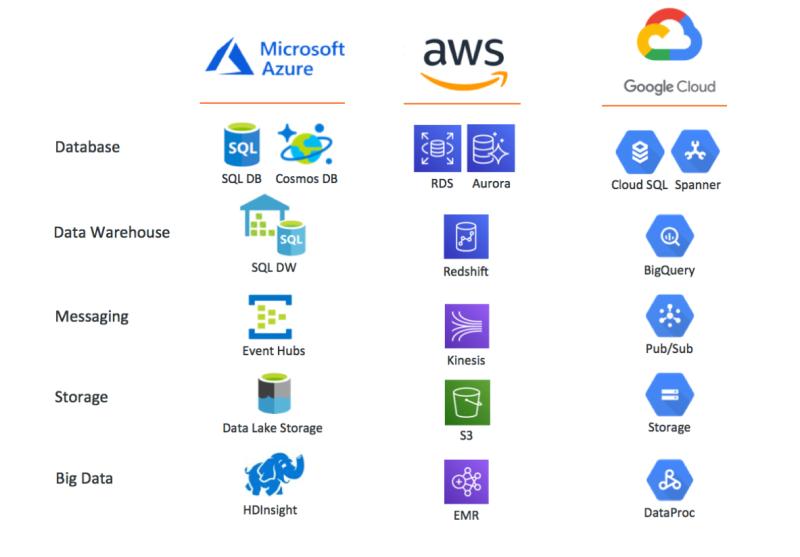 Microsoft
Azure
aws
Google Cloud
Database
SQL
SQL DB
Cosmos DB
RDS
Aurora
Cloud SQL
Spanner
Data Warehouse
SQL
SQL DW
Redshift
BigQuery
Messaging
Event Hubs
Kinesis
Pub/Sub
Storage
Data Lake Storage
S3
Storage
Big Data
HDInsight
EMR
DataProc